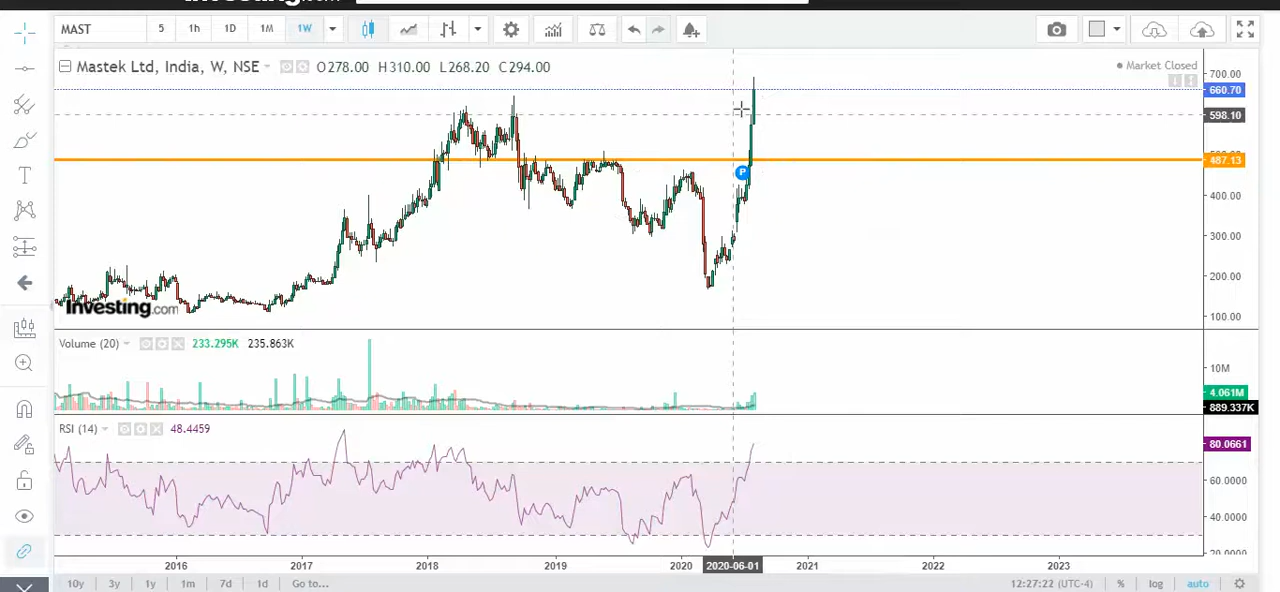 Investing.com
MAST 5 1h 1D 1M 1W
Mastek Ltd, India, W, NSE O278.00 H310.00 L268.20 C294.00
Market Closed
700.00
660.70
598.10
487.13
400.00
300.00
200.00
100.00
P
Investing.com
Volume (20) 233.295K 235.863K
10M
4.061M
889.337K
RSI (14) 48.4459
80.0661
60.0000
40.0000
20.0000
2016 2017 2018 2019 2020 2020-06-01 2021 2022 2023
10y 3y 1y 1m 7d 1d Go to... 12:27:22 (UTC-4) % log auto